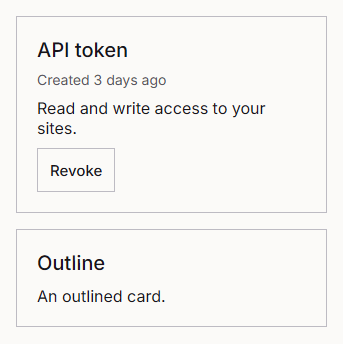 API token
Created 3 days ago
Read and write access to your
sites.
Revoke
Outline
An outlined card.